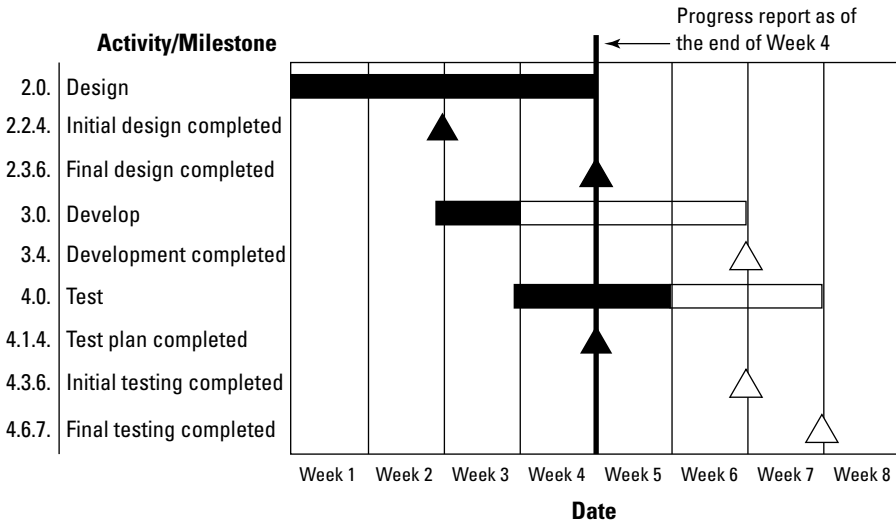 Progress report as of
the end of Week 4
Activity/Milestone
2.0. Design
2.2.4. Initial design completed
2.3.6. Final design completed
3.0. Develop
3.4. Development completed
4.0. Test
4.1.4. Test plan completed
4.3.6. Initial testing completed
4.6.7. Final testing completed
Week 1 Week 2 Week 3 Week 4 Week 5 Week 6 Week 7 Week 8
Date